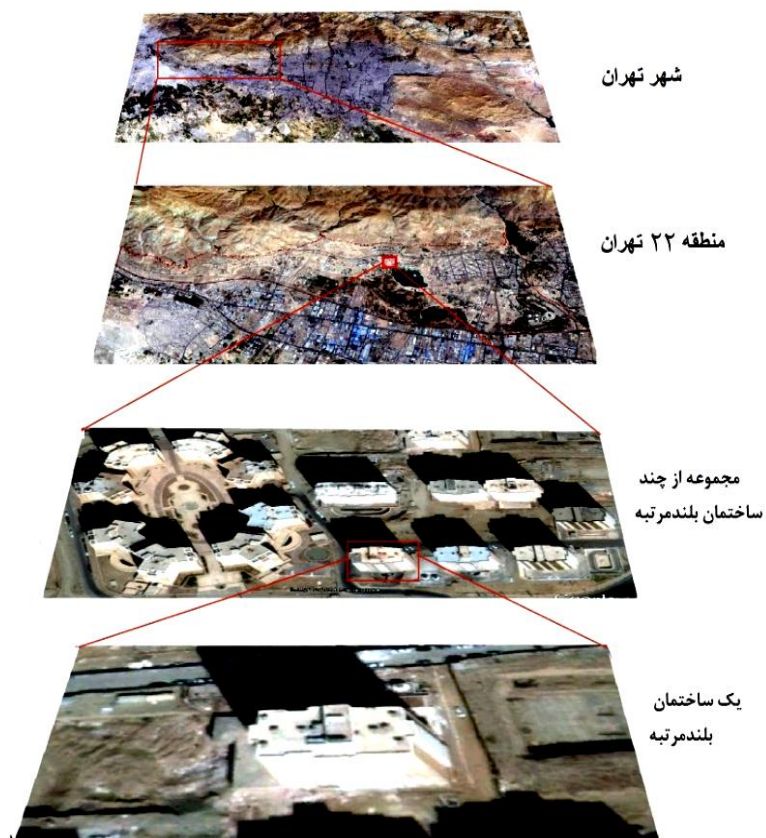 شهر تهران
منطقه ۲۲ تهران
مجموعه از چند
ساختمان بلندمرتبه
یک ساختمان
بلندمرتبه